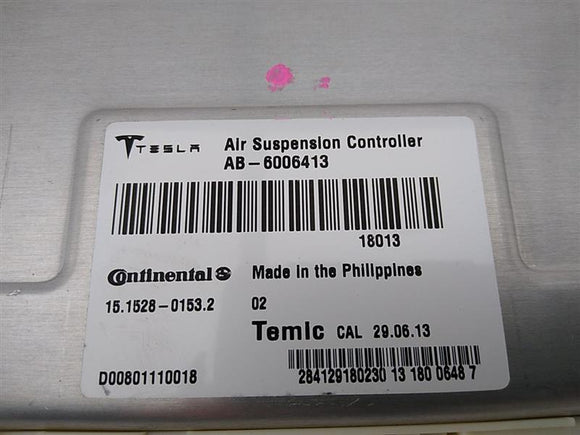 TESLA Air Suspension Controller
AB-6006413
18013
Continental Made in the Philippines
15.1528-0153.2 02
Temic CAL 29.06.13
D00801110018 284129180230 13 180 0648 7